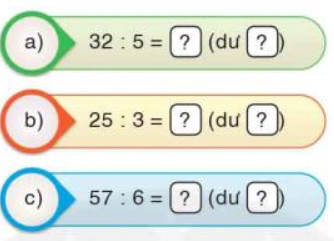 a) 32 : 5 = ? (dư ?)
b) 25 : 3 = ? (dư ?)
c) 57 : 6 = ? (dư ?)